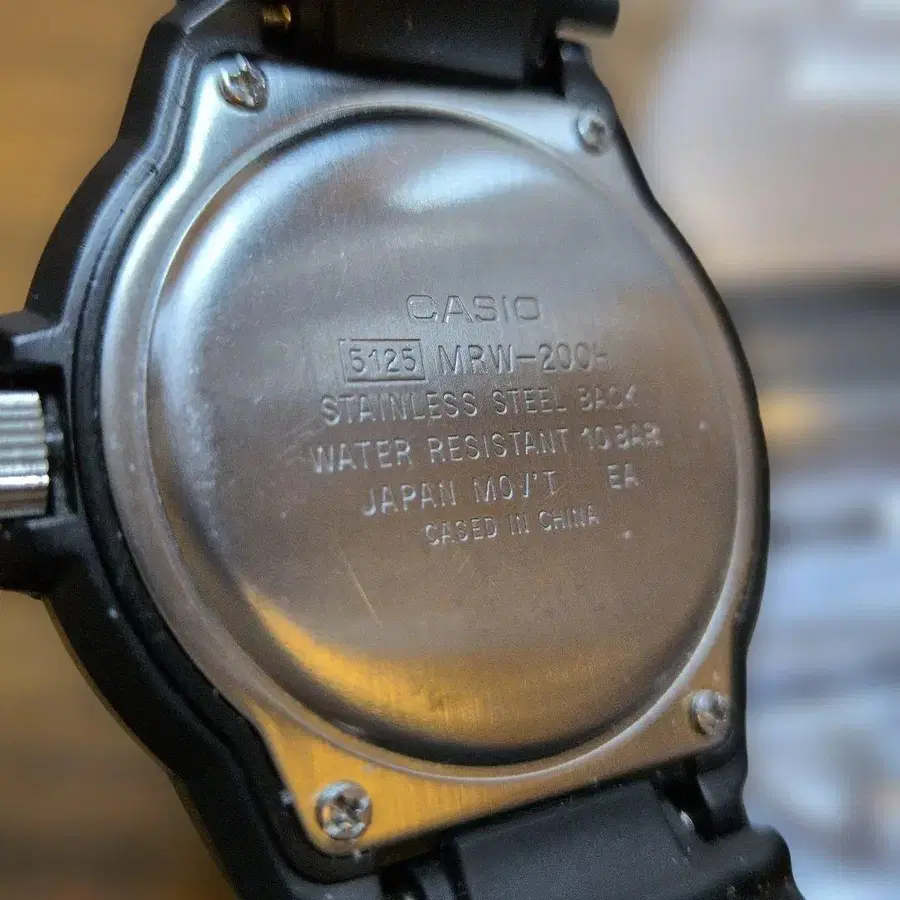 CASIO
5125 MRW-200H
STAINLESS STEEL BACK
WATER RESISTANT 10 BAR
JAPAN MOV'T EA
CASED IN CHINA